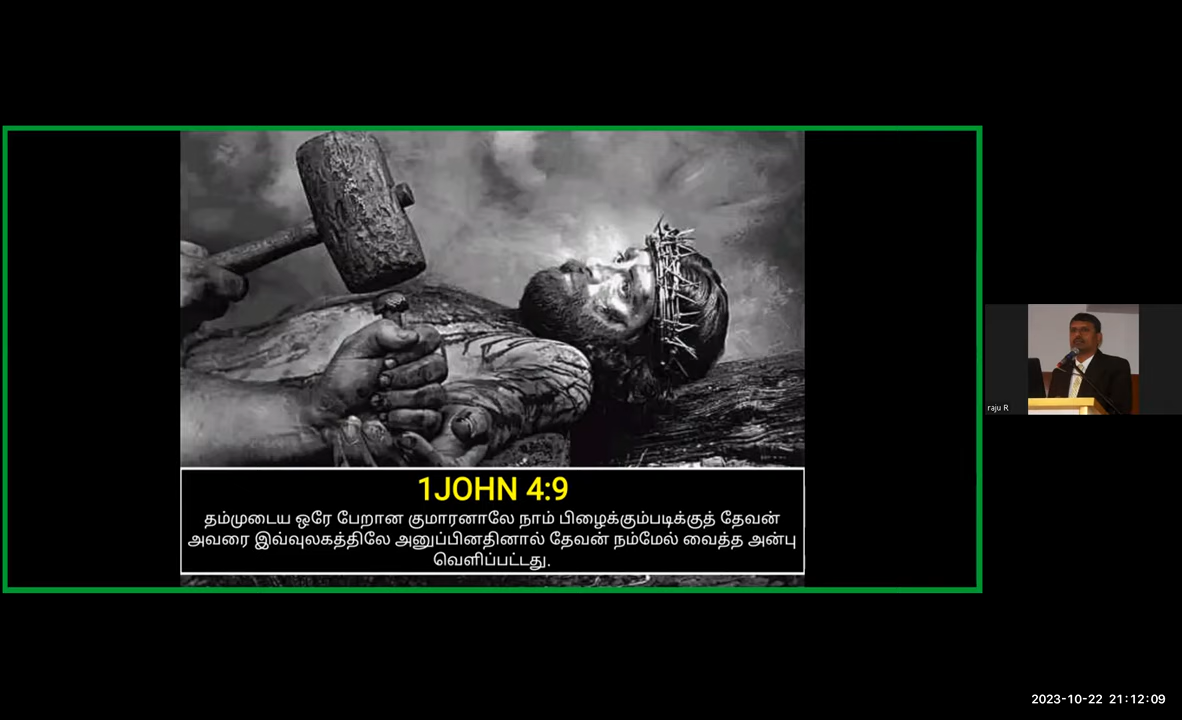 1JOHN 4:9
தம்முடைய ஒரே பேறான குமாரனாலே நாம் பிழைக்கும்படிக்குத் தேவன்
அவரை இவ்வுலகத்திலே அனுப்பினதினால் தேவன் நம்மேல் வைத்த அன்பு
வெளிப்பட்டது.
raju R
2023-10-22 21:12:09